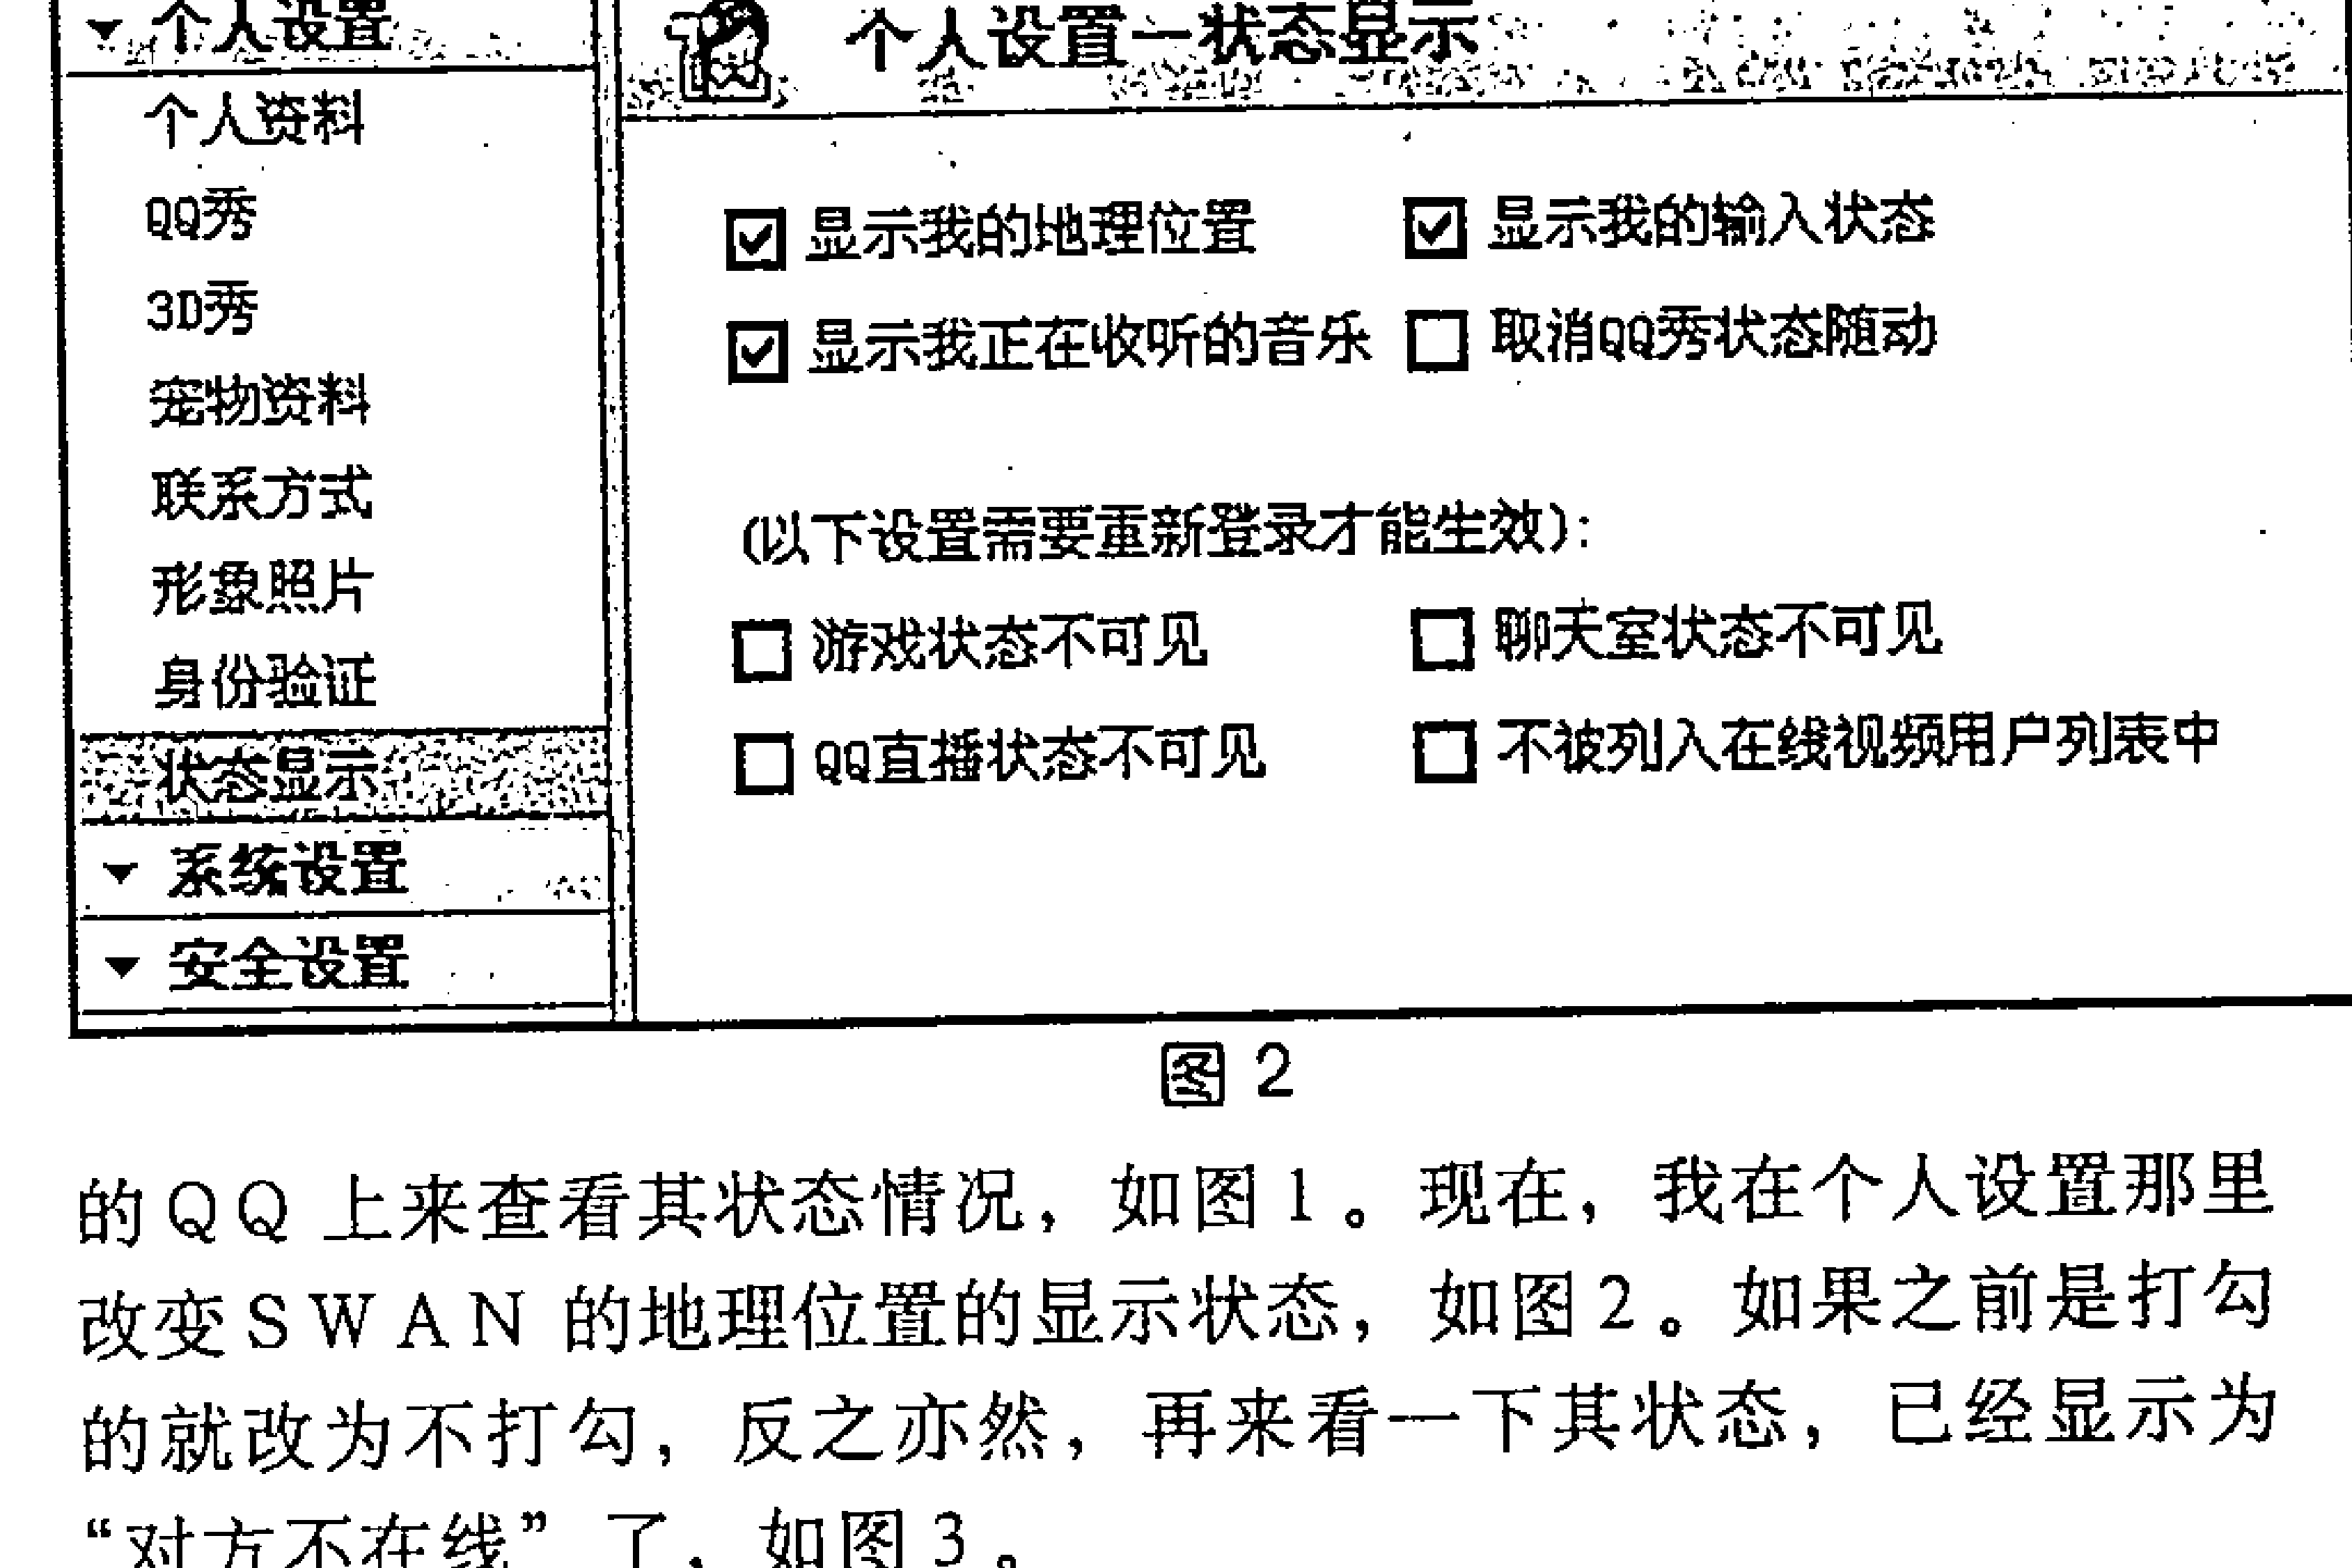 个人设置
个人资料
QQ秀
3D秀
宠物资料
联系方式
形象照片
身份验证
状态显示
系统设置
安全设置
个人设置－状态显示
显示我的地理位置 显示我的输入状态
显示我正在收听的音乐 取消QQ秀状态随动
(以下设置需要重新登录才能生效):
游戏状态不可见 聊天室状态不可见
QQ直播状态不可见 不被列入在线视频用户列表中
图 2
的QQ上来查看其状态情况，如图1。现在，我在个人设置那里
改变SWAN的地理位置的显示状态，如图2。如果之前是打勾
的就改为不打勾，反之亦然，再来看一下其状态，已经显示为
“对方不在线”了，如图3。